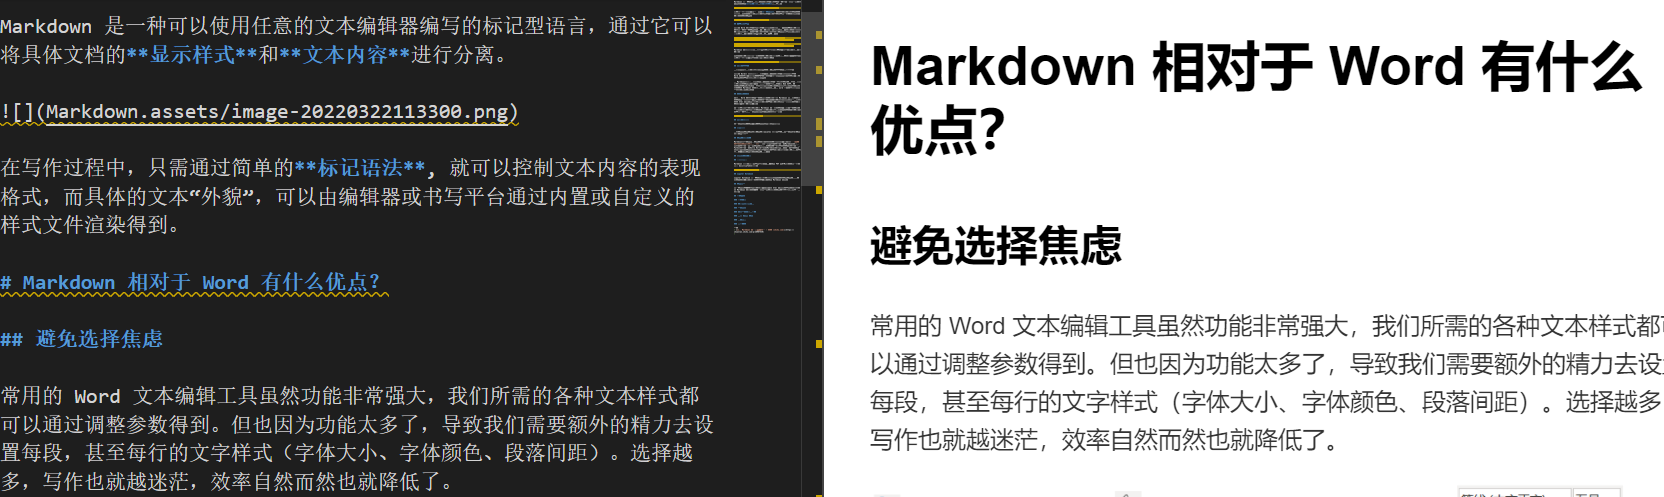 Markdown 是一种可以使用任意的文本编辑器编写的标记型语言，通过它可以
将具体文档的**显示样式**和**文本内容**进行分离。
![](Markdown.assets/image-20220322113300.png)
在写作过程中，只需通过简单的**标记语法**, 就可以控制文本内容的表现
格式，而具体的文本“外貌”，可以由编辑器或书写平台通过内置或自定义的
样式文件渲染得到。
# Markdown 相对于 Word 有什么优点？
## 避免选择焦虑
常用的 Word 文本编辑工具虽然功能非常强大，我们所需的各种文本样式都
可以通过调整参数得到。但也因为功能太多了，导致我们需要额外的精力去设
置每段，甚至每行的文字样式（字体大小、字体颜色、段落间距）。选择越
多，写作也就越迷茫，效率自然而然也就降低了。
Markdown 相对于 Word 有什么
优点？
避免选择焦虑
常用的 Word 文本编辑工具虽然功能非常强大，我们所需的各种文本样式都可
以通过调整参数得到。但也因为功能太多了，导致我们需要额外的精力去设置
每段，甚至每行的文字样式（字体大小、字体颜色、段落间距）。选择越多
写作也就越迷茫，效率自然而然也就降低了。